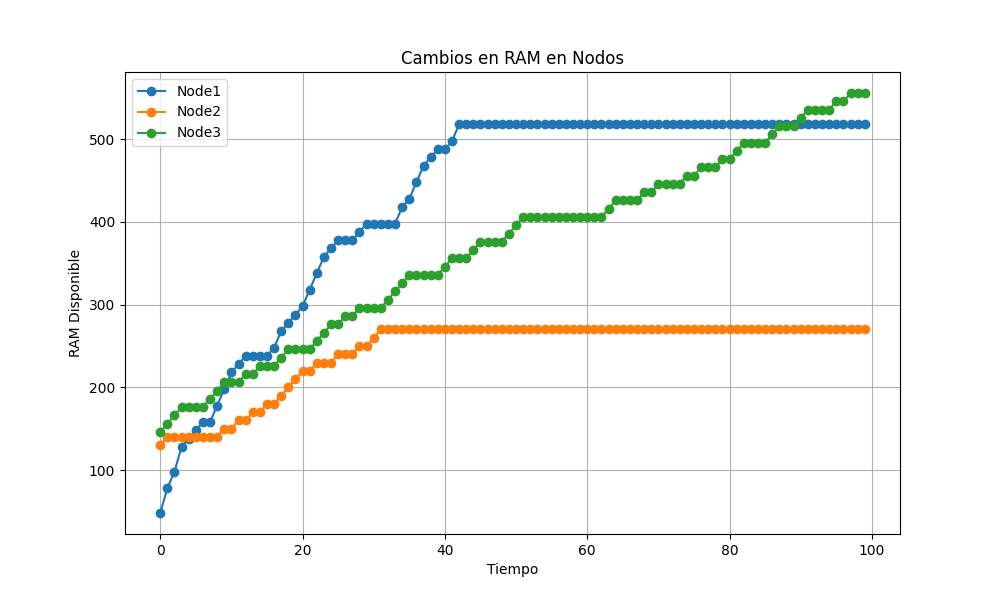 Cambios en RAM en Nodos
Node1
Node2
Node3
RAM Disponible
500
400
300
200
100
0 20 40 60 80 100
Tiempo